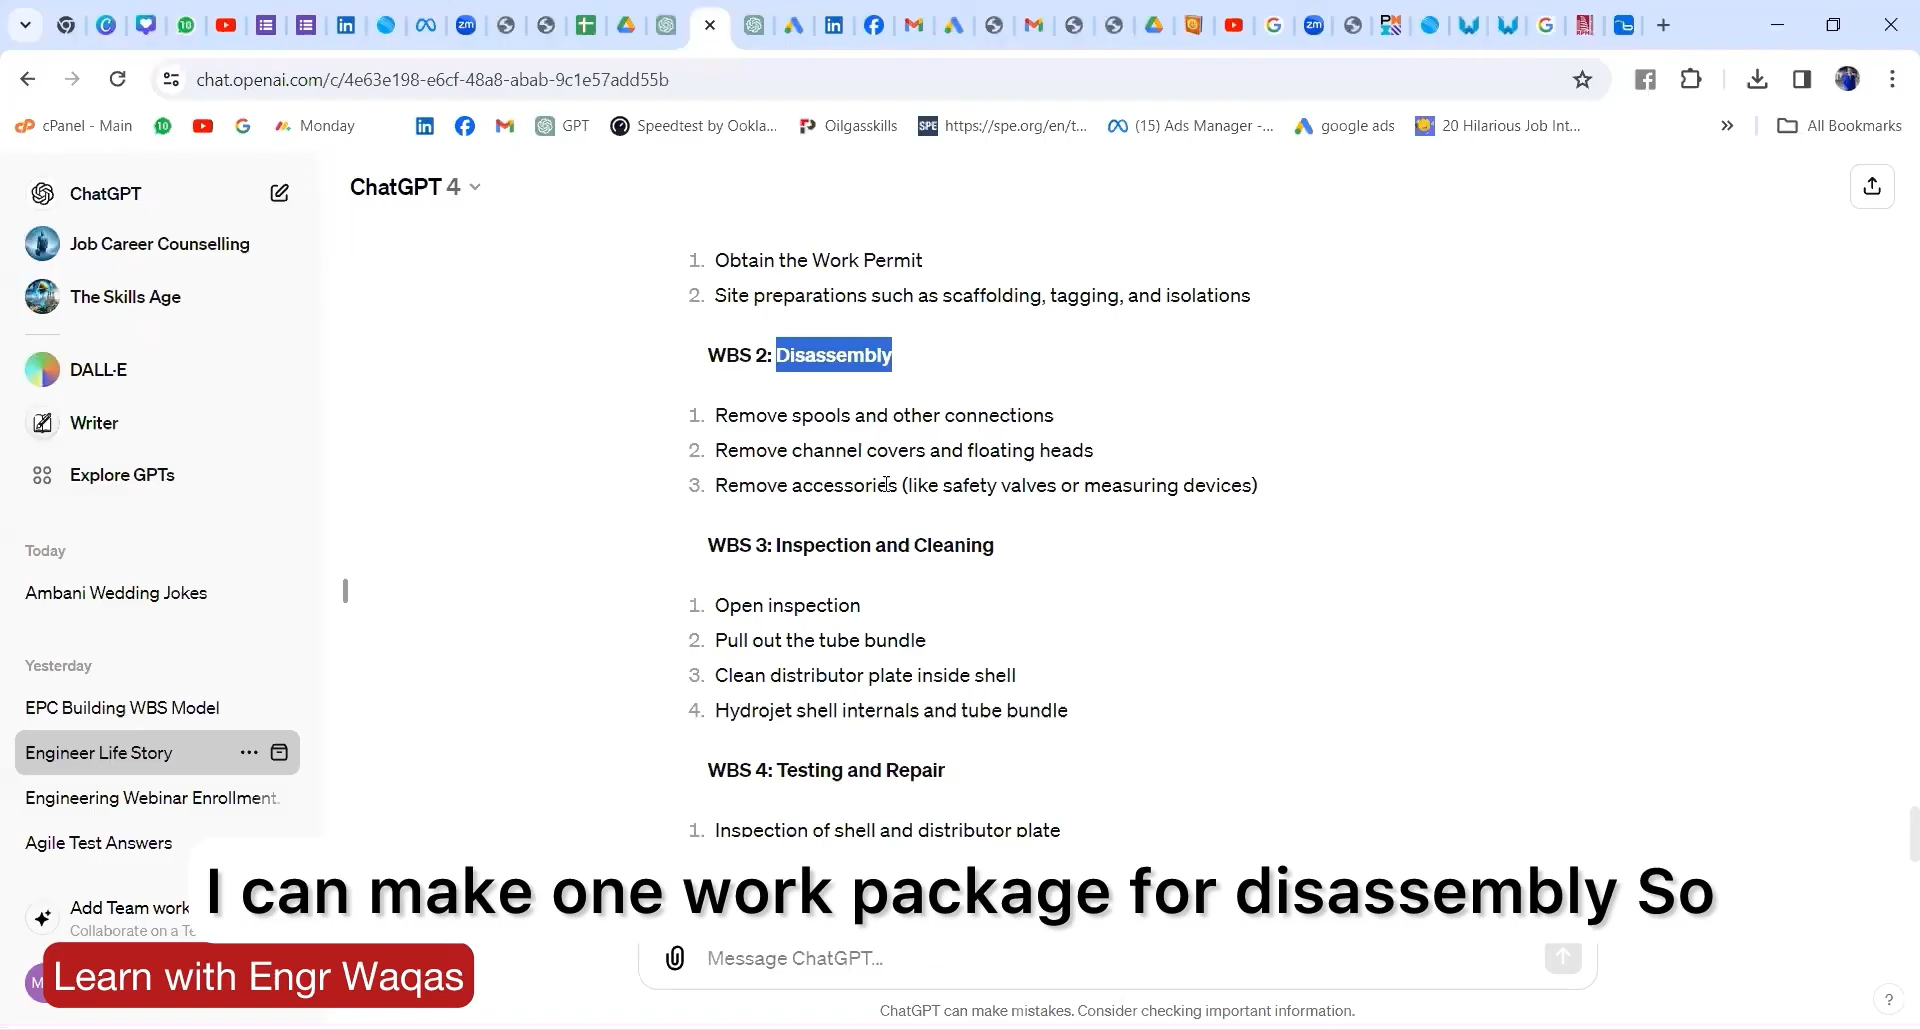 chat.openai.com/c/4e63e198-e6cf-48a8-abab-9c1e57add55b
cPanel - Main
Monday
GPT
Speedtest by Ookla...
Oilgasskills
https://spe.org/en/t...
(15) Ads Manager -...
google ads
20 Hilarious Job Int...
All Bookmarks
ChatGPT
Job Career Counselling
The Skills Age
DALL·E
Writer
Explore GPTs
Today
Ambani Wedding Jokes
Yesterday
EPC Building WBS Model
Engineer Life Story
Engineering Webinar Enrollment.
Agile Test Answers
Add Team work
Collaborate on a Te
ChatGPT 4
1. Obtain the Work Permit
2. Site preparations such as scaffolding, tagging, and isolations
WBS 2: Disassembly
1. Remove spools and other connections
2. Remove channel covers and floating heads
3. Remove accessories (like safety valves or measuring devices)
WBS 3: Inspection and Cleaning
1. Open inspection
2. Pull out the tube bundle
3. Clean distributor plate inside shell
4. Hydrojet shell internals and tube bundle
WBS 4: Testing and Repair
1. Inspection of shell and distributor plate
I can make one work package for disassembly So
Learn with Engr Waqas
Message ChatGPT...
ChatGPT can make mistakes. Consider checking important information.
?